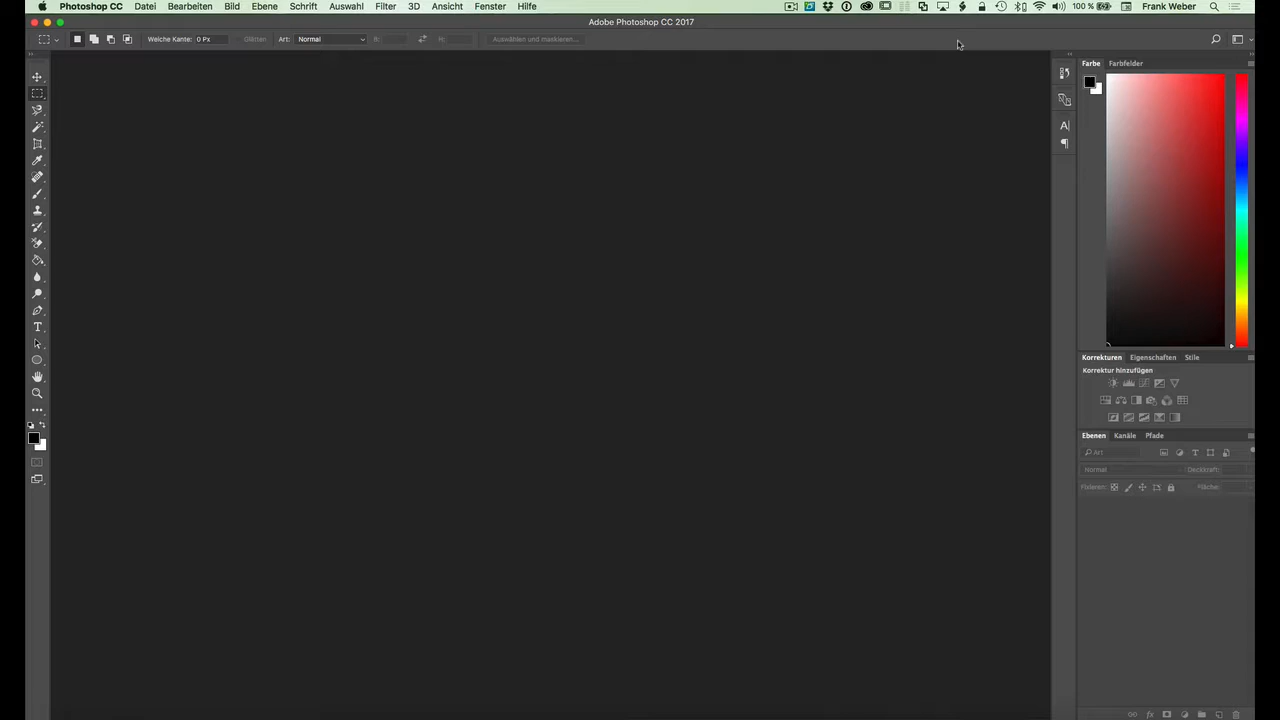 Photoshop CC Datei Bearbeiten Bild Ebene Schrift Auswahl Filter 3D Ansicht Fenster Hilfe 100 % Frank Weber
Adobe Photoshop CC 2017
Weiche Kante: 0 Px Glätten Art: Normal B: H: Auswählen und maskieren...
Farbe Farbfelder
Korrekturen Eigenschaften Stile
Korrektur hinzufügen
Ebenen Kanäle Pfade
Art
Normal Deckkraft:
Fixieren: Fläche: